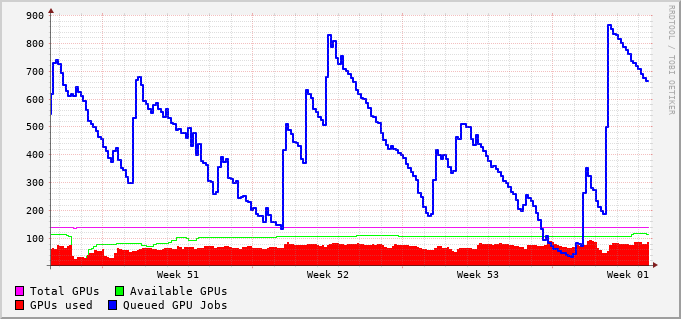 900
800
700
600
500
400
300
200
100
Week 51 Week 52 Week 53 Week 01
Total GPUs Available GPUs
GPUs used Queued GPU Jobs
RRDTOOL / TOBI OETIKER